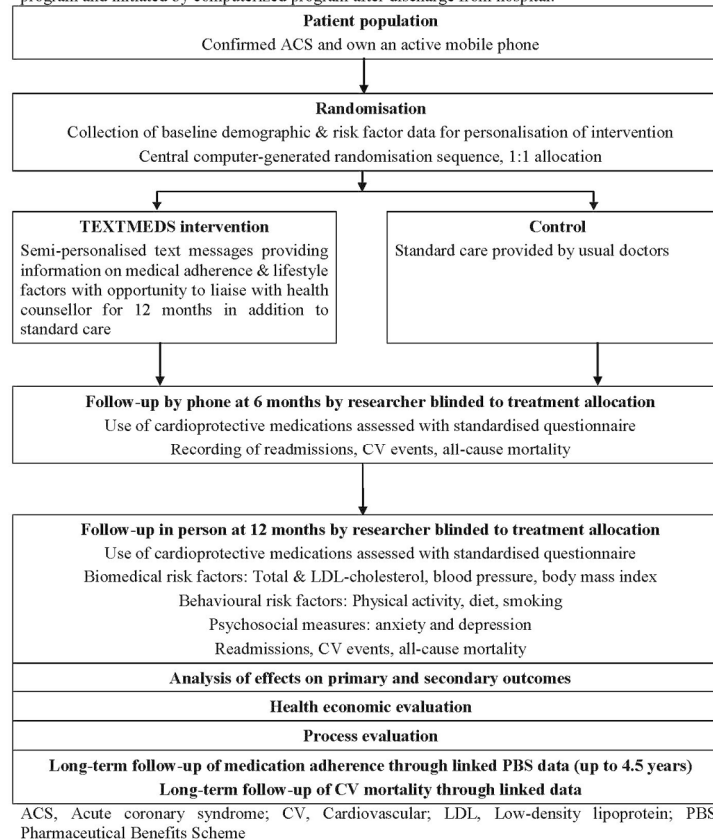 program and initiated by computerized program after discharge from hospital.
Patient population
Confirmed ACS and own an active mobile phone
Randomisation
Collection of baseline demographic & risk factor data for personalisation of intervention
Central computer-generated randomisation sequence, 1:1 allocation
TEXTMEDS intervention
Semi-personalised text messages providing
information on medical adherence & lifestyle
factors with opportunity to liaise with health
counsellor for 12 months in addition to
standard care
Control
Standard care provided by usual doctors
Follow-up by phone at 6 months by researcher blinded to treatment allocation
Use of cardioprotective medications assessed with standardised questionnaire
Recording of readmissions, CV events, all-cause mortality
Follow-up in person at 12 months by researcher blinded to treatment allocation
Use of cardioprotective medications assessed with standardised questionnaire
Biomedical risk factors: Total & LDL-cholesterol, blood pressure, body mass index
Behavioural risk factors: Physical activity, diet, smoking
Psychosocial measures: anxiety and depression
Readmissions, CV events, all-cause mortality
Analysis of effects on primary and secondary outcomes
Health economic evaluation
Process evaluation
Long-term follow-up of medication adherence through linked PBS data (up to 4.5 years)
Long-term follow-up of CV mortality through linked data
ACS, Acute coronary syndrome; CV, Cardiovascular; LDL, Low-density lipoprotein; PBS
Pharmaceutical Benefits Scheme